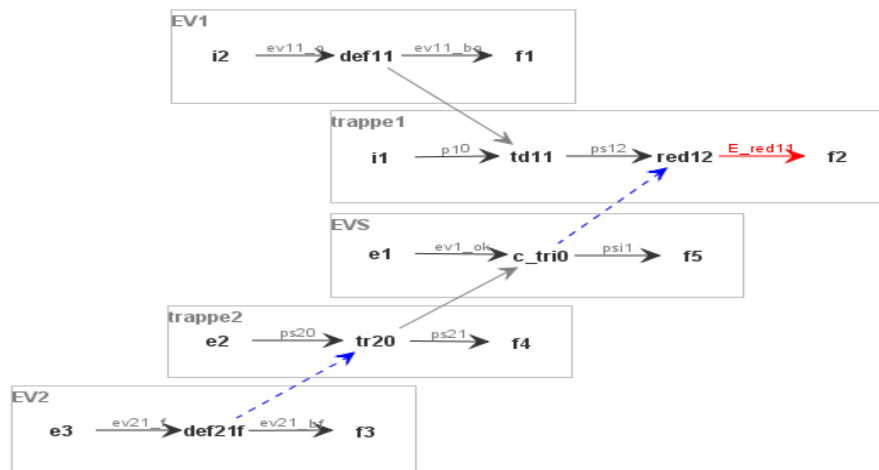 EV1
i2 ev11_o def11 ev11_bo f1
trappe1
i1 p10 td11 ps12 red12 E_red11 f2
EVS
e1 ev1_ok c_tri0 psi1 f5
trappe2
e2 ps20 tr20 ps21 f4
EV2
e3 ev21_f def21f ev21_bf f3